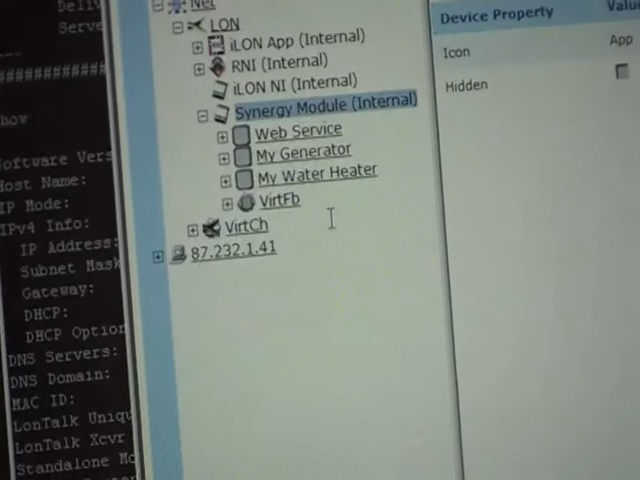 Deliv
Serve
---
##########
how
Software Vers
Host Name:
IP Mode:
IPv4 Info:
IP Address:
Subnet Mask
Gateway:
DHCP:
DHCP Option
DNS Servers:
DNS Domain:
MAC ID:
LonTalk Uniqu
LonTalk Xcvr
Standalone Mo
Net
LON
iLON App (Internal)
RNI (Internal)
iLON NI (Internal)
Synergy Module (Internal)
Web Service
My Generator
My Water Heater
VirtFb
VirtCh
87.232.1.41
Device Property Valu
Icon App
Hidden